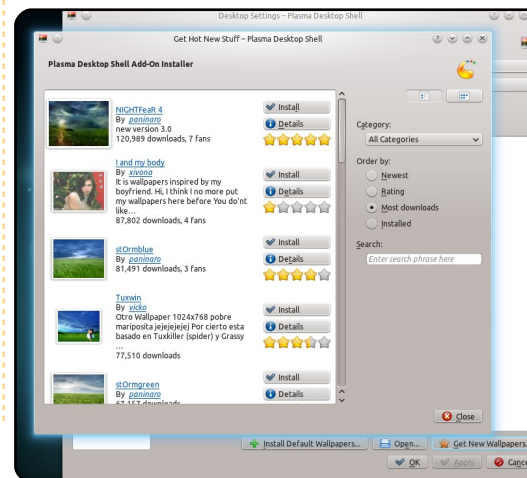 Desktop Settings – Plasma Desktop Shell
Get Hot New Stuff – Plasma Desktop Shell
Plasma Desktop Shell Add-On Installer
NIGHTFeaR 4
By paninaro
new version 3.0
120,989 downloads, 7 fans
Install
Details
I and my body
By xivona
It is wallpapers inspired by my
boyfriend. Hi, I think I no more put
my wallpapers here before You do'nt
like...
87,802 downloads, 4 fans
Install
Details
stOrmblue
By paninaro
81,491 downloads, 3 fans
Install
Details
Tuxwin
By vicko
Otro Wallpaper 1024x768 pobre
mariposita jejejejejej Por cierto esta
basado en Tuxkiller (spider) y Grassy
...
77,510 downloads
Install
Details
stOrmgreen
By paninaro
67,157 downloads
Install
Details
Category:
All Categories
Order by:
Newest
Rating
Most downloads
Installed
Search:
Enter search phrase here
Close
Install Default Wallpapers...
Open...
Get New Wallpapers...
OK
Apply
Cance